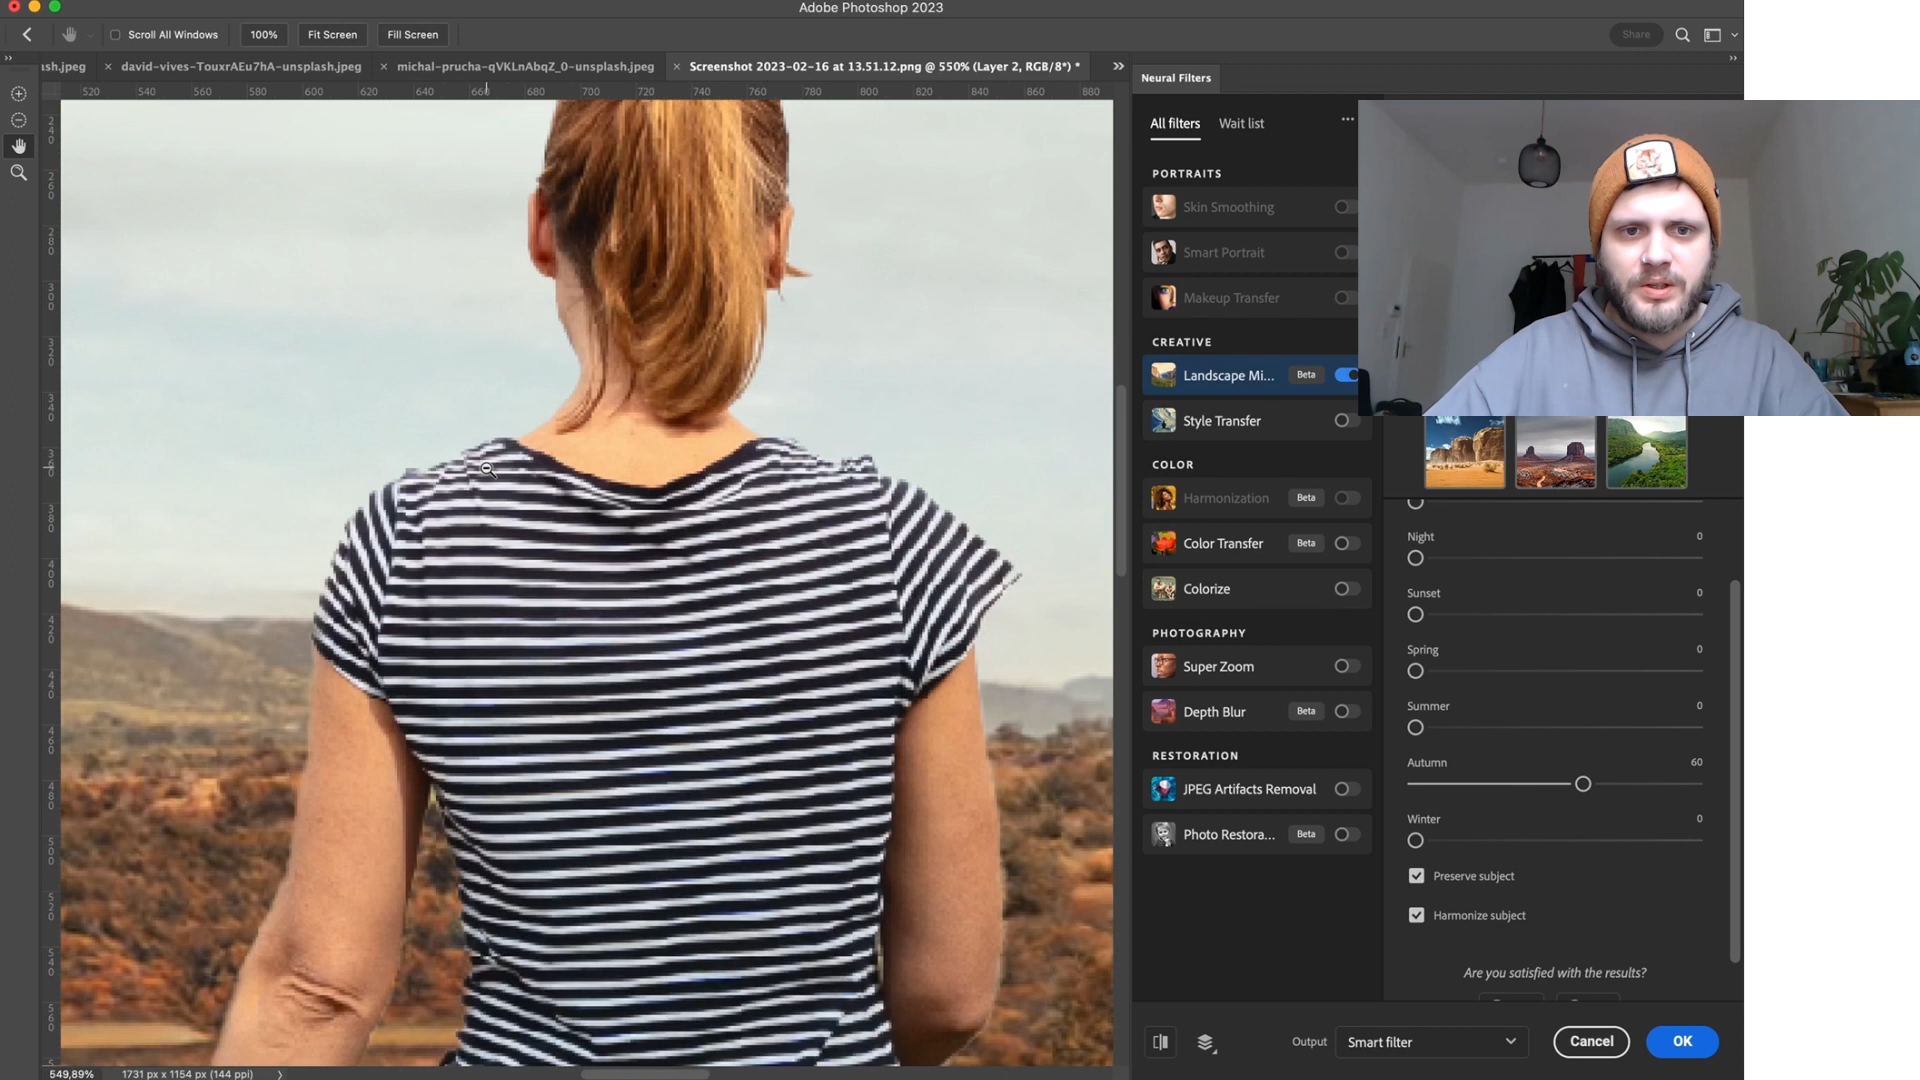 Adobe Photoshop 2023
Scroll All Windows
100%
Fit Screen
Fill Screen
Share
sh.jpeg
× david-vives-TouxrAEu7hA-unsplash.jpeg
× michal-prucha-qVKLnAbqZ_0-unsplash.jpeg
× Screenshot 2023-02-16 at 13.51.12.png @ 550% (Layer 2, RGB/8*) *
Neural Filters
520 540 560 580 600 620 640 660 680 700 720 740 760 780 800 820 840 860 880
240
260
280
300
320
340
360
380
400
420
440
460
480
500
520
540
560
All filters
Wait list
PORTRAITS
Skin Smoothing
Smart Portrait
Makeup Transfer
CREATIVE
Landscape Mi... Beta
Style Transfer
COLOR
Harmonization Beta
Color Transfer Beta
Colorize
PHOTOGRAPHY
Super Zoom
Depth Blur Beta
RESTORATION
JPEG Artifacts Removal
Photo Restora... Beta
Night 0
Sunset 0
Spring 0
Summer 0
Autumn 60
Winter 0
Preserve subject
Harmonize subject
Are you satisfied with the results?
Output
Smart filter
Cancel
OK
549,89%
1731 px x 1154 px (144 ppi)